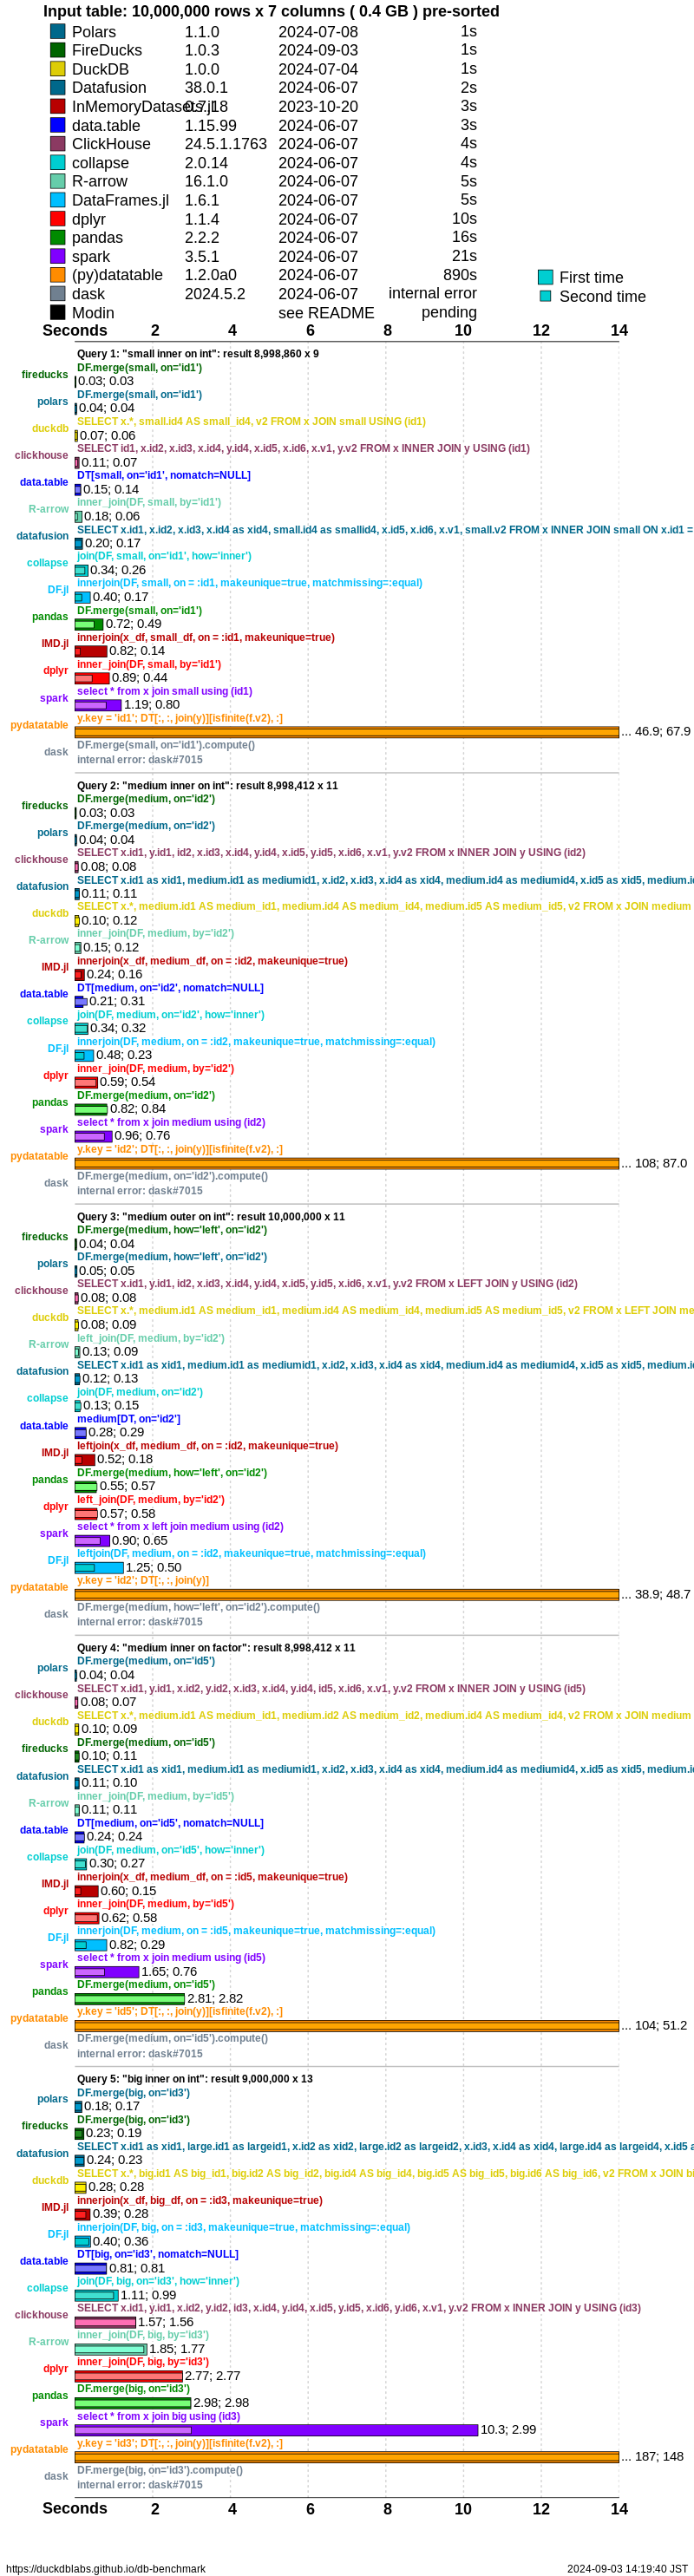 Input table: 10,000,000 rows x 7 columns ( 0.4 GB ) pre-sorted
Polars 1.1.0 2024-07-08 1s
FireDucks 1.0.3 2024-09-03 1s
DuckDB 1.0.0 2024-07-04 1s
Datafusion 38.0.1 2024-06-07 2s
InMemoryDatasets.jl 0.7.18 2023-10-20 3s
data.table 1.15.99 2024-06-07 3s
ClickHouse 24.5.1.1763 2024-06-07 4s
collapse 2.0.14 2024-06-07 4s
R-arrow 16.1.0 2024-06-07 5s
DataFrames.jl 1.6.1 2024-06-07 5s
dplyr 1.1.4 2024-06-07 10s
pandas 2.2.2 2024-06-07 16s
spark 3.5.1 2024-06-07 21s
(py)datatable 1.2.0a0 2024-06-07 890s
dask 2024.5.2 2024-06-07 internal error
Modin see README pending
First time
Second time
Seconds 2 4 6 8 10 12 14
Query 1: "small inner on int": result 8,998,860 x 9
DF.merge(small, on='id1')
fireducks 0.03; 0.03
DF.merge(small, on='id1')
polars 0.04; 0.04
SELECT x.*, small.id4 AS small_id4, v2 FROM x JOIN small USING (id1)
duckdb 0.07; 0.06
SELECT id1, x.id2, x.id3, x.id4, y.id4, x.id5, x.id6, x.v1, y.v2 FROM x INNER JOIN y USING (id1)
clickhouse 0.11; 0.07
DT[small, on='id1', nomatch=NULL]
data.table 0.15; 0.14
inner_join(DF, small, by='id1')
R-arrow 0.18; 0.06
SELECT x.id1, x.id2, x.id3, x.id4 as xid4, small.id4 as smallid4, x.id5, x.id6, x.v1, small.v2 FROM x INNER JOIN small ON x.id1 =
datafusion 0.20; 0.17
join(DF, small, on='id1', how='inner')
collapse 0.34; 0.26
innerjoin(DF, small, on = :id1, makeunique=true, matchmissing=:equal)
DF.jl 0.40; 0.17
DF.merge(small, on='id1')
pandas 0.72; 0.49
innerjoin(x_df, small_df, on = :id1, makeunique=true)
IMD.jl 0.82; 0.14
inner_join(DF, small, by='id1')
dplyr 0.89; 0.44
select * from x join small using (id1)
spark 1.19; 0.80
y.key = 'id1'; DT[:, :, join(y)][isfinite(f.v2), :]
pydatatable ... 46.9; 67.9
DF.merge(small, on='id1').compute()
dask internal error: dask#7015
Query 2: "medium inner on int": result 8,998,412 x 11
DF.merge(medium, on='id2')
fireducks 0.03; 0.03
DF.merge(medium, on='id2')
polars 0.04; 0.04
SELECT x.id1, y.id1, id2, x.id3, x.id4, y.id4, x.id5, y.id5, x.id6, x.v1, y.v2 FROM x INNER JOIN y USING (id2)
clickhouse 0.08; 0.08
SELECT x.id1 as xid1, medium.id1 as mediumid1, x.id2, x.id3, x.id4 as xid4, medium.id4 as mediumid4, x.id5 as xid5, medium.i
datafusion 0.11; 0.11
SELECT x.*, medium.id1 AS medium_id1, medium.id4 AS medium_id4, medium.id5 AS medium_id5, v2 FROM x JOIN medium
duckdb 0.10; 0.12
inner_join(DF, medium, by='id2')
R-arrow 0.15; 0.12
innerjoin(x_df, medium_df, on = :id2, makeunique=true)
IMD.jl 0.24; 0.16
DT[medium, on='id2', nomatch=NULL]
data.table 0.21; 0.31
join(DF, medium, on='id2', how='inner')
collapse 0.34; 0.32
innerjoin(DF, medium, on = :id2, makeunique=true, matchmissing=:equal)
DF.jl 0.48; 0.23
inner_join(DF, medium, by='id2')
dplyr 0.59; 0.54
DF.merge(medium, on='id2')
pandas 0.82; 0.84
select * from x join medium using (id2)
spark 0.96; 0.76
y.key = 'id2'; DT[:, :, join(y)][isfinite(f.v2), :]
pydatatable ... 108; 87.0
DF.merge(medium, on='id2').compute()
dask internal error: dask#7015
Query 3: "medium outer on int": result 10,000,000 x 11
DF.merge(medium, how='left', on='id2')
fireducks 0.04; 0.04
DF.merge(medium, how='left', on='id2')
polars 0.05; 0.05
SELECT x.id1, y.id1, id2, x.id3, x.id4, y.id4, x.id5, y.id5, x.id6, x.v1, y.v2 FROM x LEFT JOIN y USING (id2)
clickhouse 0.08; 0.08
SELECT x.*, medium.id1 AS medium_id1, medium.id4 AS medium_id4, medium.id5 AS medium_id5, v2 FROM x LEFT JOIN me
duckdb 0.08; 0.09
left_join(DF, medium, by='id2')
R-arrow 0.13; 0.09
SELECT x.id1 as xid1, medium.id1 as mediumid1, x.id2, x.id3, x.id4 as xid4, medium.id4 as mediumid4, x.id5 as xid5, medium.i
datafusion 0.12; 0.13
join(DF, medium, on='id2')
collapse 0.13; 0.15
medium[DT, on='id2']
data.table 0.28; 0.29
leftjoin(x_df, medium_df, on = :id2, makeunique=true)
IMD.jl 0.52; 0.18
DF.merge(medium, how='left', on='id2')
pandas 0.55; 0.57
left_join(DF, medium, by='id2')
dplyr 0.57; 0.58
select * from x left join medium using (id2)
spark 0.90; 0.65
leftjoin(DF, medium, on = :id2, makeunique=true, matchmissing=:equal)
DF.jl 1.25; 0.50
y.key = 'id2'; DT[:, :, join(y)]
pydatatable ... 38.9; 48.7
DF.merge(medium, how='left', on='id2').compute()
dask internal error: dask#7015
Query 4: "medium inner on factor": result 8,998,412 x 11
DF.merge(medium, on='id5')
polars 0.04; 0.04
SELECT x.id1, y.id1, x.id2, y.id2, x.id3, x.id4, y.id4, id5, x.id6, x.v1, y.v2 FROM x INNER JOIN y USING (id5)
clickhouse 0.08; 0.07
SELECT x.*, medium.id1 AS medium_id1, medium.id2 AS medium_id2, medium.id4 AS medium_id4, v2 FROM x JOIN medium
duckdb 0.10; 0.09
DF.merge(medium, on='id5')
fireducks 0.10; 0.11
SELECT x.id1 as xid1, medium.id1 as mediumid1, x.id2, x.id3, x.id4 as xid4, medium.id4 as mediumid4, x.id5 as xid5, medium.i
datafusion 0.11; 0.10
inner_join(DF, medium, by='id5')
R-arrow 0.11; 0.11
DT[medium, on='id5', nomatch=NULL]
data.table 0.24; 0.24
join(DF, medium, on='id5', how='inner')
collapse 0.30; 0.27
innerjoin(x_df, medium_df, on = :id5, makeunique=true)
IMD.jl 0.60; 0.15
inner_join(DF, medium, by='id5')
dplyr 0.62; 0.58
innerjoin(DF, medium, on = :id5, makeunique=true, matchmissing=:equal)
DF.jl 0.82; 0.29
select * from x join medium using (id5)
spark 1.65; 0.76
DF.merge(medium, on='id5')
pandas 2.81; 2.82
y.key = 'id5'; DT[:, :, join(y)][isfinite(f.v2), :]
pydatatable ... 104; 51.2
DF.merge(medium, on='id5').compute()
dask internal error: dask#7015
Query 5: "big inner on int": result 9,000,000 x 13
DF.merge(big, on='id3')
polars 0.18; 0.17
DF.merge(big, on='id3')
fireducks 0.23; 0.19
SELECT x.id1 as xid1, large.id1 as largeid1, x.id2 as xid2, large.id2 as largeid2, x.id3, x.id4 as xid4, large.id4 as largeid4, x.id5 a
datafusion 0.24; 0.23
SELECT x.*, big.id1 AS big_id1, big.id2 AS big_id2, big.id4 AS big_id4, big.id5 AS big_id5, big.id6 AS big_id6, v2 FROM x JOIN bi
duckdb 0.28; 0.28
innerjoin(x_df, big_df, on = :id3, makeunique=true)
IMD.jl 0.39; 0.28
innerjoin(DF, big, on = :id3, makeunique=true, matchmissing=:equal)
DF.jl 0.40; 0.36
DT[big, on='id3', nomatch=NULL]
data.table 0.81; 0.81
join(DF, big, on='id3', how='inner')
collapse 1.11; 0.99
SELECT x.id1, y.id1, x.id2, y.id2, id3, x.id4, y.id4, x.id5, y.id5, x.id6, y.id6, x.v1, y.v2 FROM x INNER JOIN y USING (id3)
clickhouse 1.57; 1.56
inner_join(DF, big, by='id3')
R-arrow 1.85; 1.77
inner_join(DF, big, by='id3')
dplyr 2.77; 2.77
DF.merge(big, on='id3')
pandas 2.98; 2.98
select * from x join big using (id3)
spark 10.3; 2.99
y.key = 'id3'; DT[:, :, join(y)][isfinite(f.v2), :]
pydatatable ... 187; 148
DF.merge(big, on='id3').compute()
dask internal error: dask#7015
Seconds 2 4 6 8 10 12 14
https://duckdblabs.github.io/db-benchmark 2024-09-03 14:19:40 JST